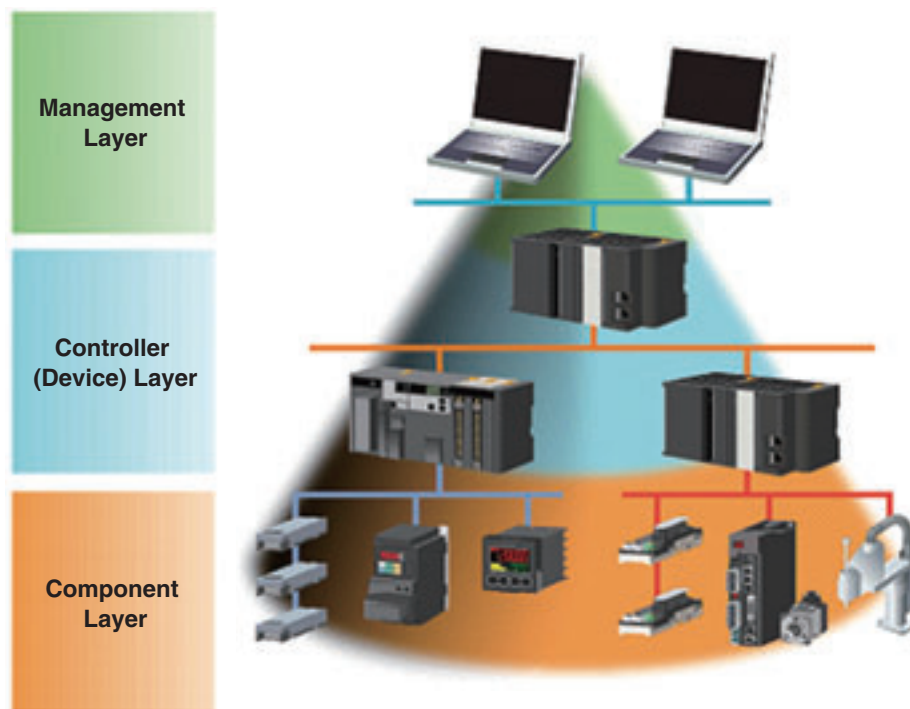 Management
Layer
Controller
(Device) Layer
Component
Layer